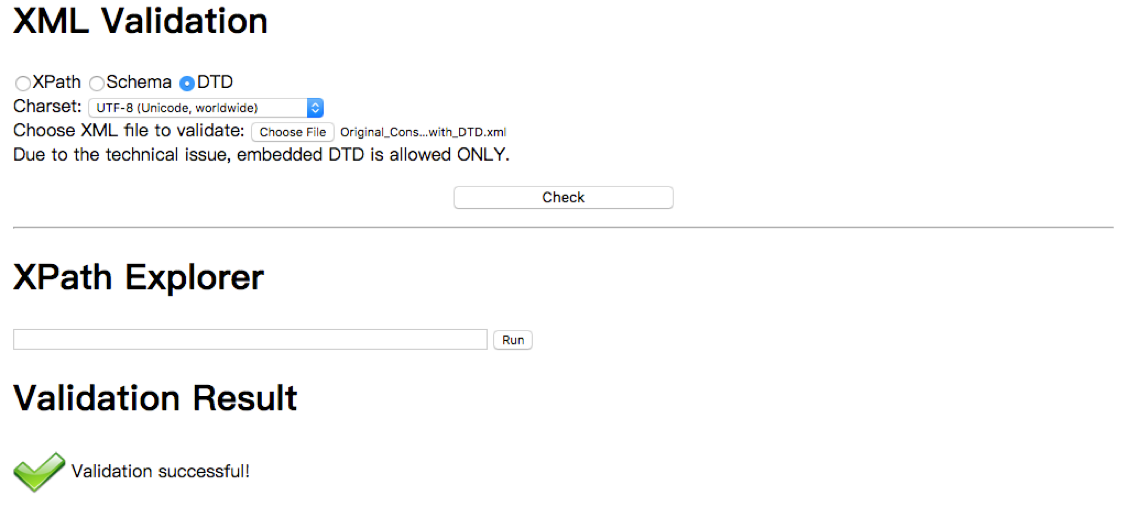 XML Validation
XPath Schema DTD
Charset: UTF-8 (Unicode, worldwide)
Choose XML file to validate: Choose File Original_Cons...with_DTD.xml
Due to the technical issue, embedded DTD is allowed ONLY.
Check
XPath Explorer
Run
Validation Result
Validation successful!